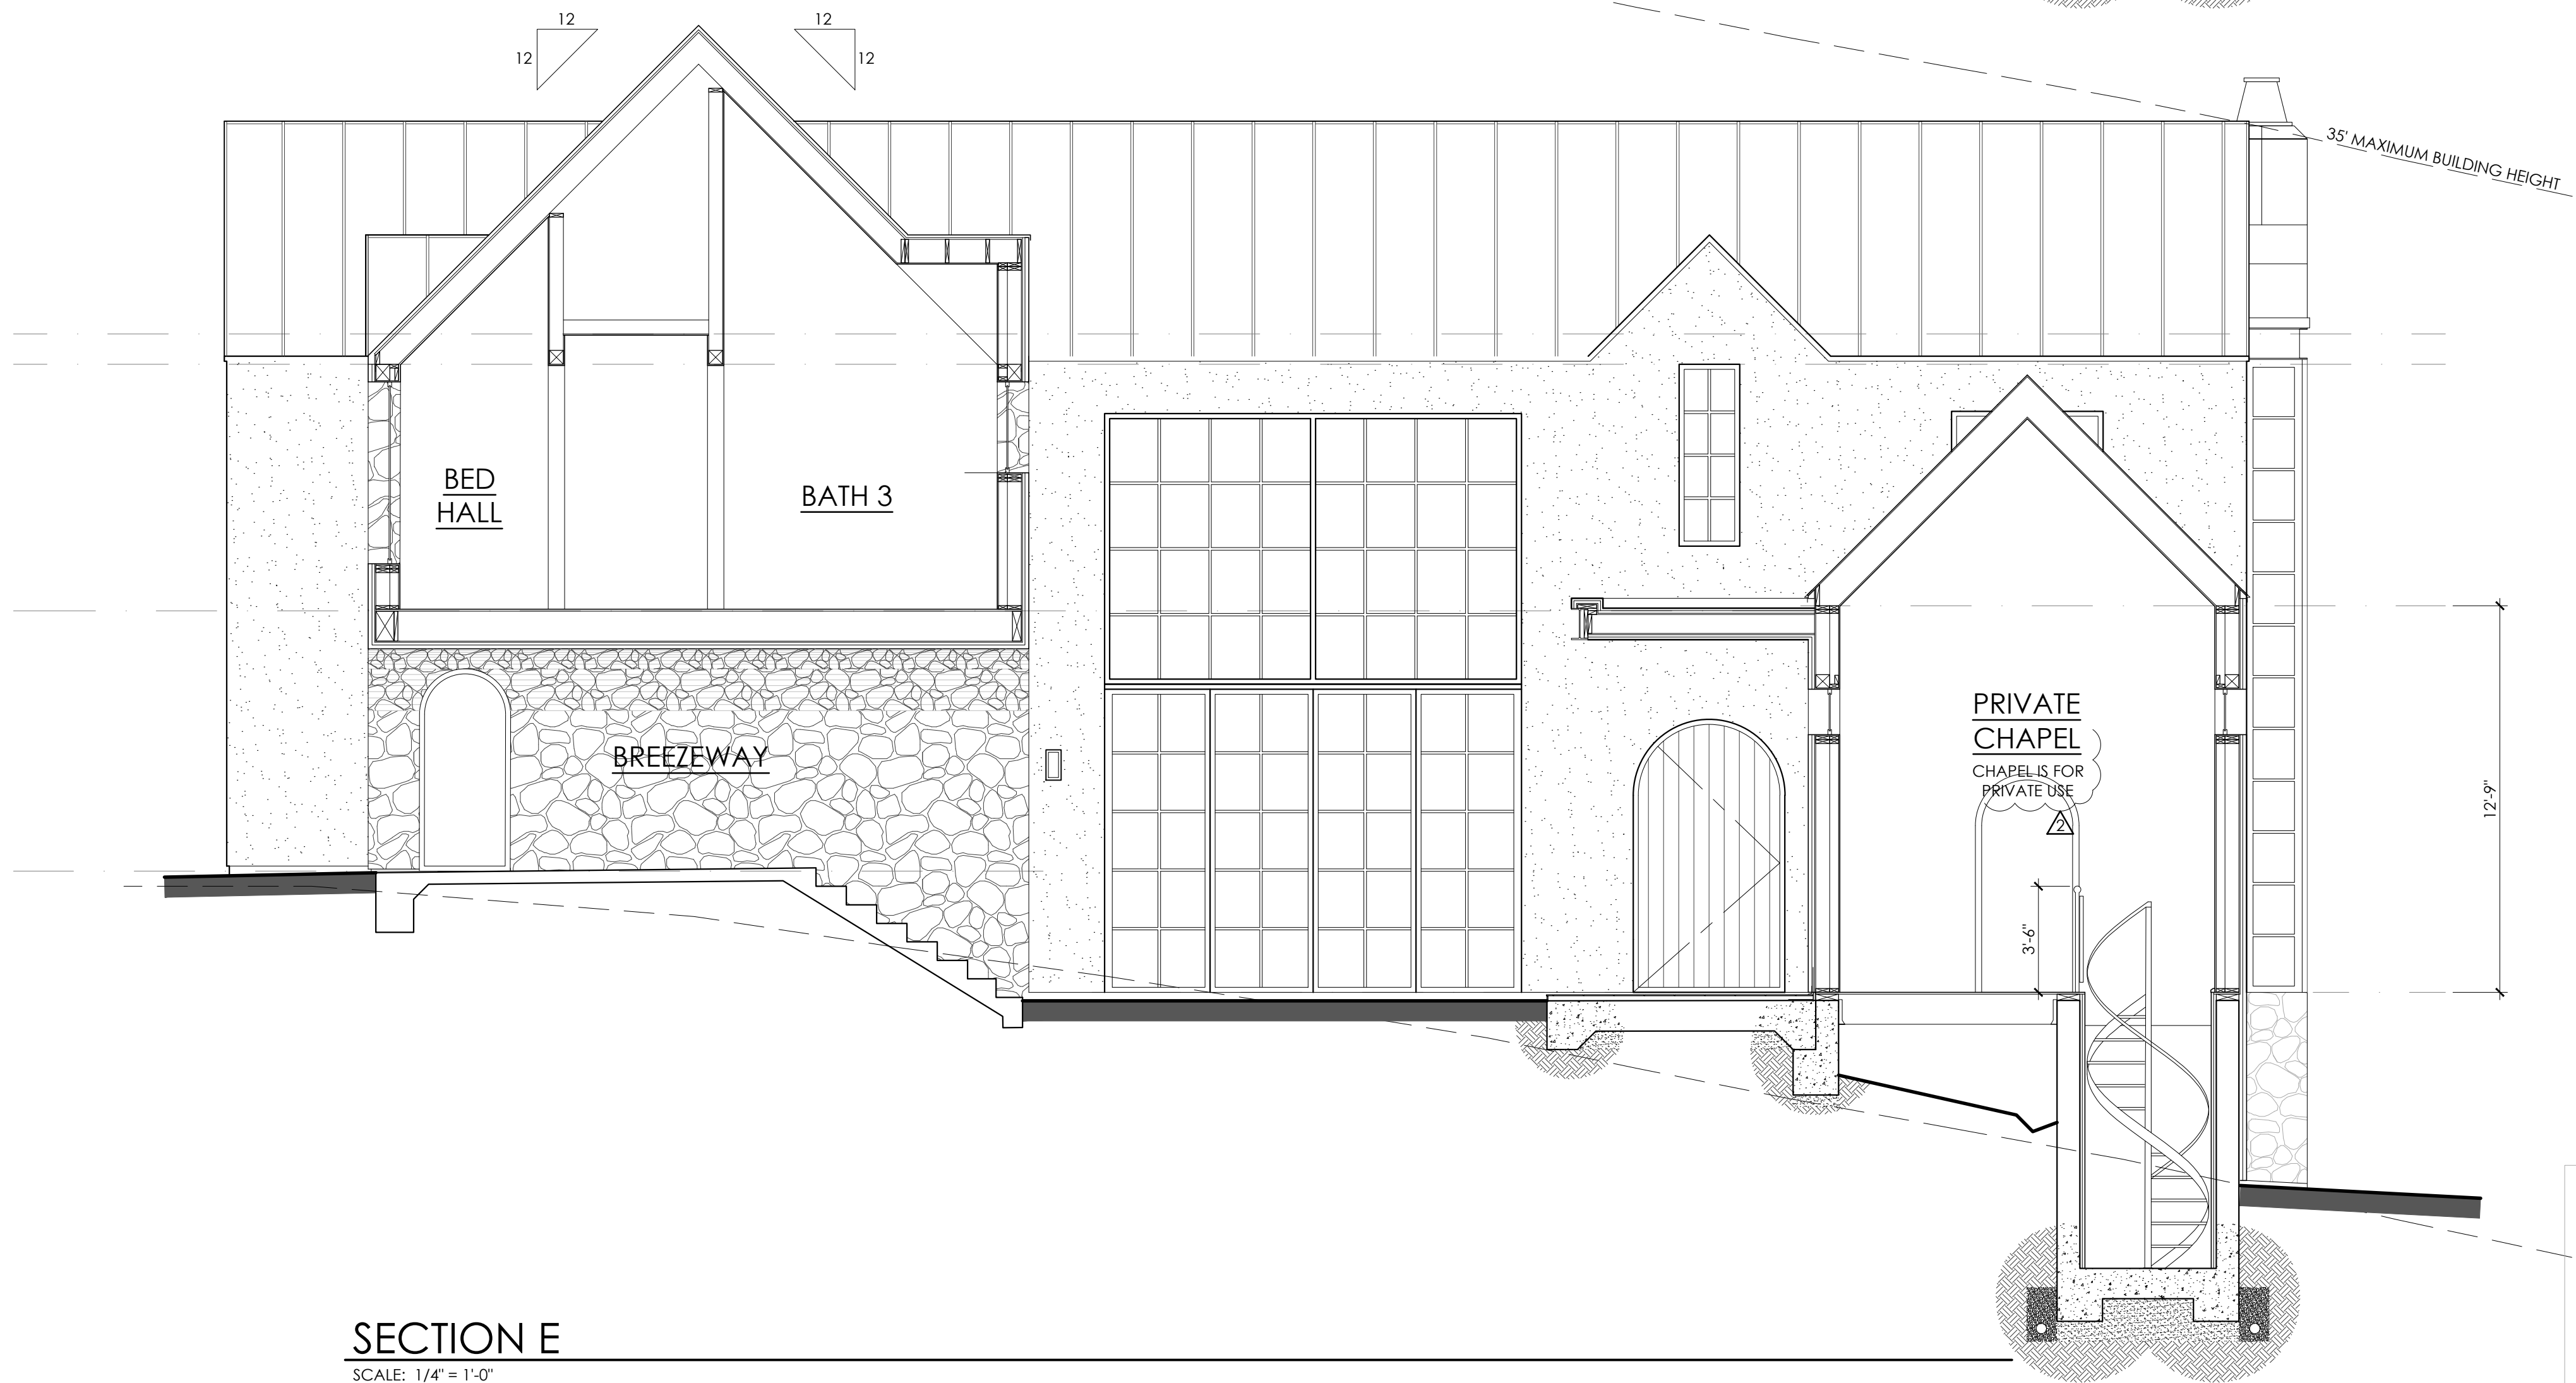 12
12
12
12
35' MAXIMUM BUILDING HEIGHT
BED
HALL
BATH 3
BREEZEWAY
PRIVATE
CHAPEL
CHAPEL IS FOR
PRIVATE USE
2
3'-6"
12'-9"
SECTION E
SCALE: 1/4" = 1'-0"